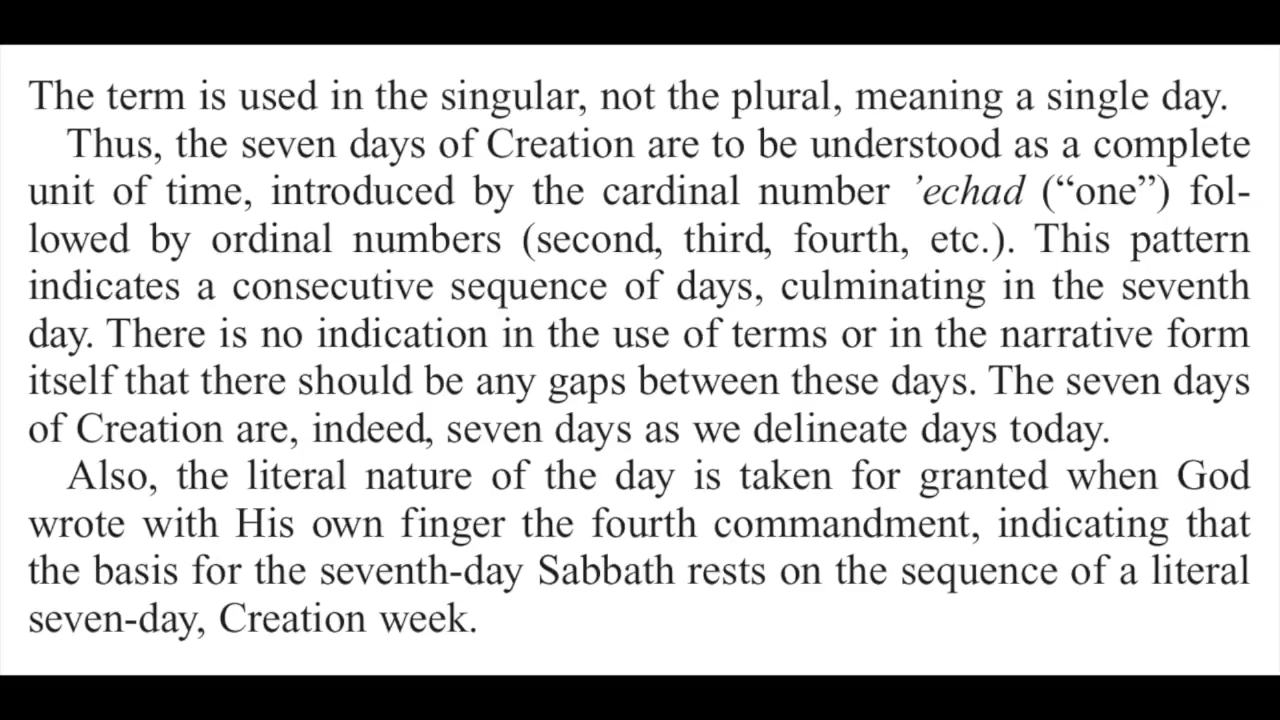 The term is used in the singular, not the plural, meaning a single day.
Thus, the seven days of Creation are to be understood as a complete
unit of time, introduced by the cardinal number ’echad (“one”) fol-
lowed by ordinal numbers (second, third, fourth, etc.). This pattern
indicates a consecutive sequence of days, culminating in the seventh
day. There is no indication in the use of terms or in the narrative form
itself that there should be any gaps between these days. The seven days
of Creation are, indeed, seven days as we delineate days today.
Also, the literal nature of the day is taken for granted when God
wrote with His own finger the fourth commandment, indicating that
the basis for the seventh-day Sabbath rests on the sequence of a literal
seven-day, Creation week.